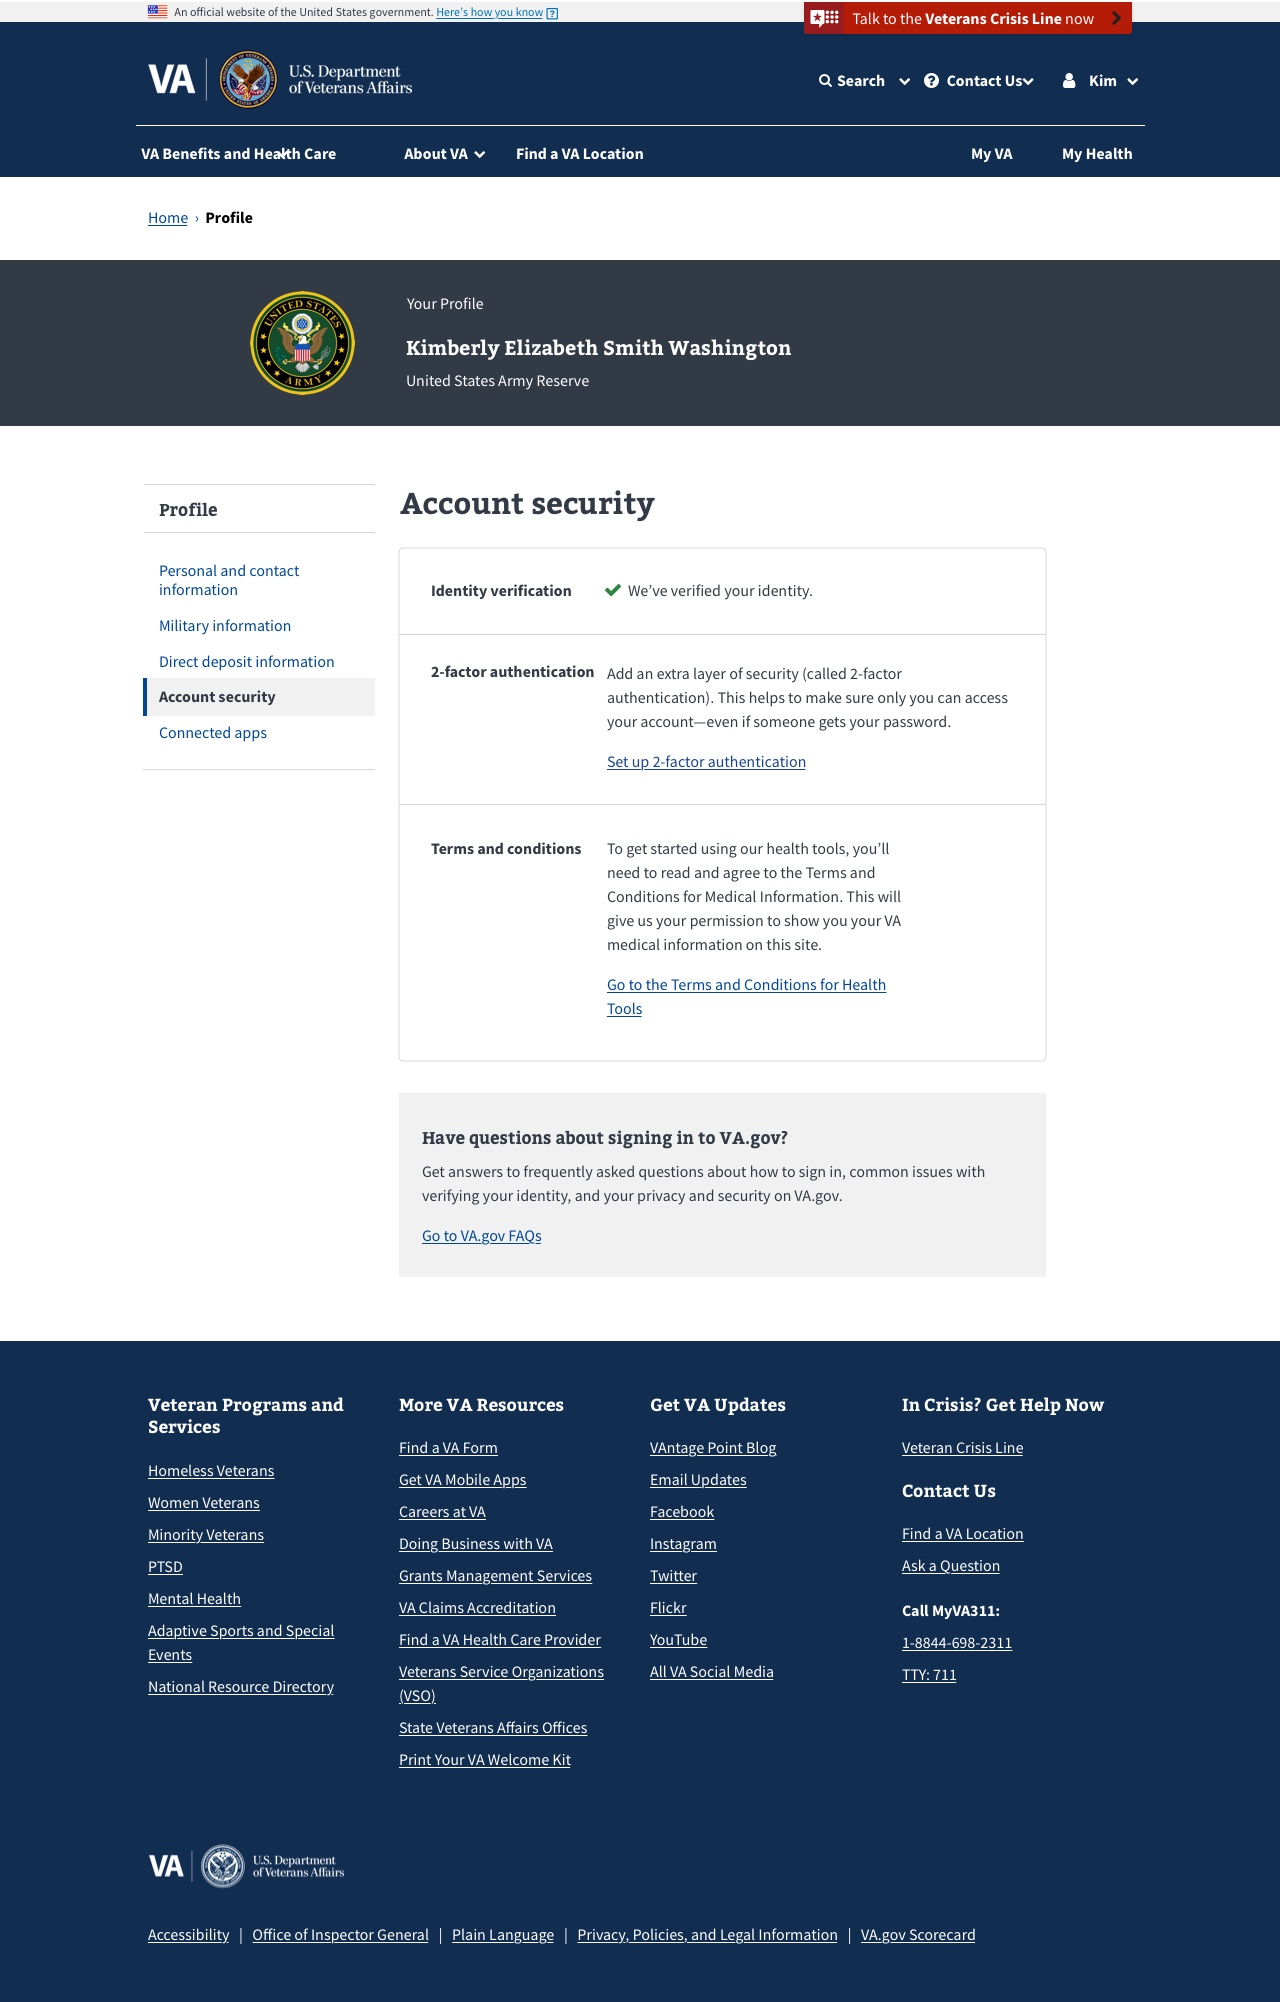 An official website of the United States government. Here's how you know
Talk to the Veterans Crisis Line now
VA
U.S. Department
of Veterans Affairs
Search
Contact Us
Kim
VA Benefits and Health Care
About VA
Find a VA Location
My VA
My Health
Home › Profile
UNITED STATES
ARMY
Your Profile
Kimberly Elizabeth Smith Washington
United States Army Reserve
Profile
Personal and contact
information
Military information
Direct deposit information
Account security
Connected apps
Account security
Identity verification
We’ve verified your identity.
2-factor authentication
Add an extra layer of security (called 2-factor
authentication). This helps to make sure only you can access
your account—even if someone gets your password.
Set up 2-factor authentication
Terms and conditions
To get started using our health tools, you’ll
need to read and agree to the Terms and
Conditions for Medical Information. This will
give us your permission to show you your VA
medical information on this site.
Go to the Terms and Conditions for Health
Tools
Have questions about signing in to VA.gov?
Get answers to frequently asked questions about how to sign in, common issues with
verifying your identity, and your privacy and security on VA.gov.
Go to VA.gov FAQs
Veteran Programs and
Services
Homeless Veterans
Women Veterans
Minority Veterans
PTSD
Mental Health
Adaptive Sports and Special
Events
National Resource Directory
More VA Resources
Find a VA Form
Get VA Mobile Apps
Careers at VA
Doing Business with VA
Grants Management Services
VA Claims Accreditation
Find a VA Health Care Provider
Veterans Service Organizations
(VSO)
State Veterans Affairs Offices
Print Your VA Welcome Kit
Get VA Updates
VAntage Point Blog
Email Updates
Facebook
Instagram
Twitter
Flickr
YouTube
All VA Social Media
In Crisis? Get Help Now
Veteran Crisis Line
Contact Us
Find a VA Location
Ask a Question
Call MyVA311:
1-8844-698-2311
TTY: 711
VA
U.S. Department
of Veterans Affairs
Accessibility | Office of Inspector General | Plain Language | Privacy, Policies, and Legal Information | VA.gov Scorecard